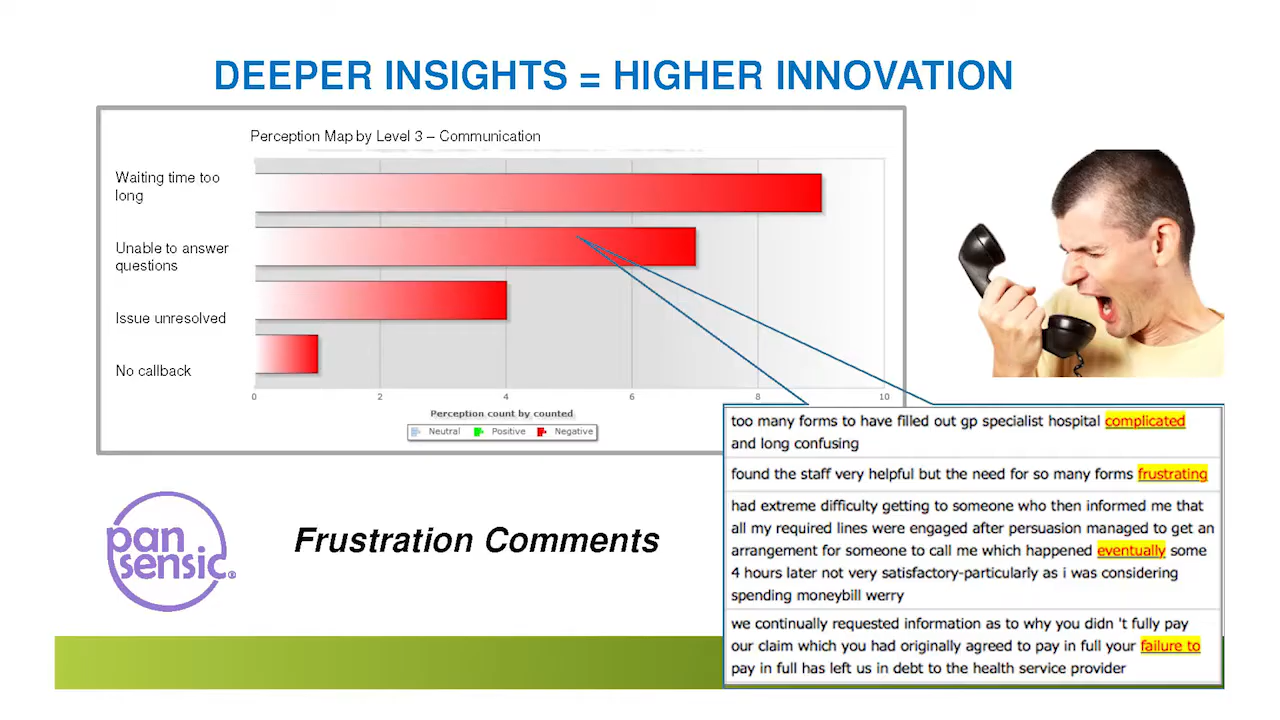 DEEPER INSIGHTS = HIGHER INNOVATION
Perception Map by Level 3 – Communication
Waiting time too
long
Unable to answer
questions
Issue unresolved
No callback
0 2 4 6 8 10
Perception count by counted
Neutral Positive Negative
too many forms to have filled out gp specialist hospital complicated
and long confusing
found the staff very helpful but the need for so many forms frustrating
had extreme difficulty getting to someone who then informed me that
all my required lines were engaged after persuasion managed to get an
arrangement for someone to call me which happened eventually some
4 hours later not very satisfactory-particularly as i was considering
spending moneybill werry
we continually requested information as to why you didn 't fully pay
our claim which you had originally agreed to pay in full your failure to
pay in full has left us in debt to the health service provider
pan
sensic®
Frustration Comments